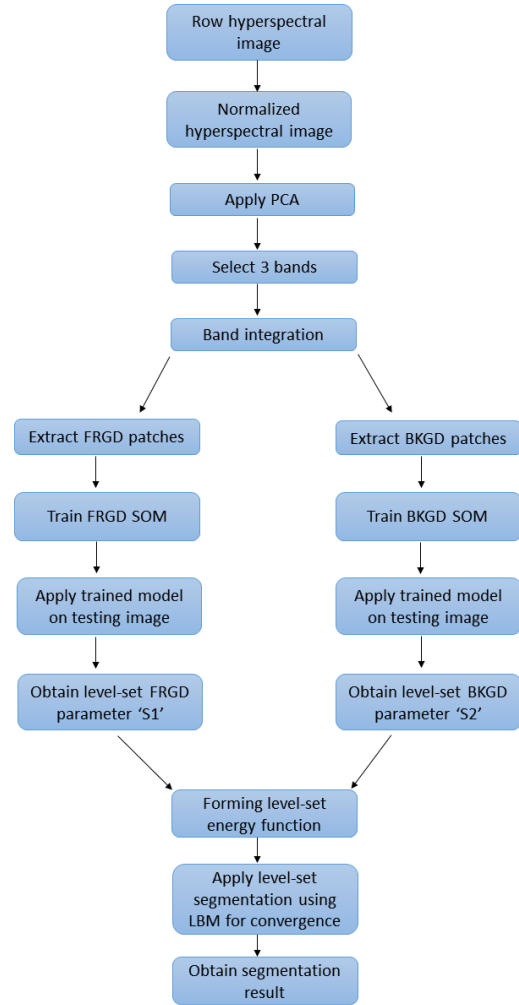 Row hyperspectral
image
Normalized
hyperspectral image
Apply PCA
Select 3 bands
Band integration
Extract FRGD patches
Train FRGD SOM
Apply trained model
on testing image
Obtain level-set FRGD
parameter ‘S1’
Extract BKGD patches
Train BKGD SOM
Apply trained model
on testing image
Obtain level-set BKGD
parameter ‘S2’
Forming level-set
energy function
Apply level-set
segmentation using
LBM for convergence
Obtain segmentation
result